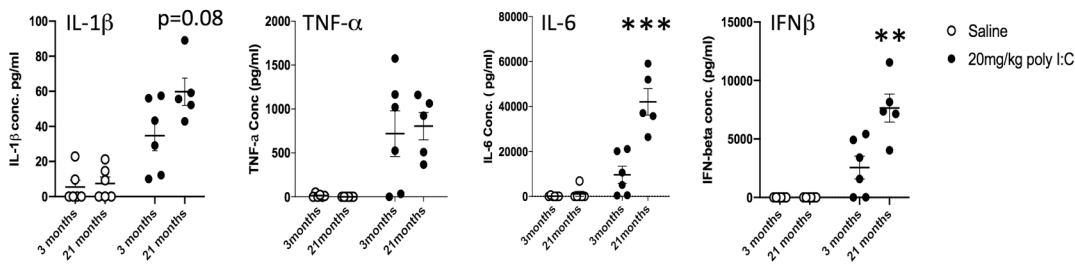 IL-1β p=0.08
IL-1β conc. pg/ml
100
80
60
40
20
0
3 months
21 months
3 months
21 months
TNF-α
TNF-a Conc (pg/ml)
2000
1500
1000
500
0
3months
21months
3months
21months
IL-6 ***
IL-6 Conc. ( pg/ml)
80000
60000
40000
20000
0
3months
21months
3months
21months
IFNβ
**
IFN-beta conc. (pg/ml)
15000
10000
5000
0
3 months
21 months
3 months
21 months
Saline
20mg/kg poly I:C